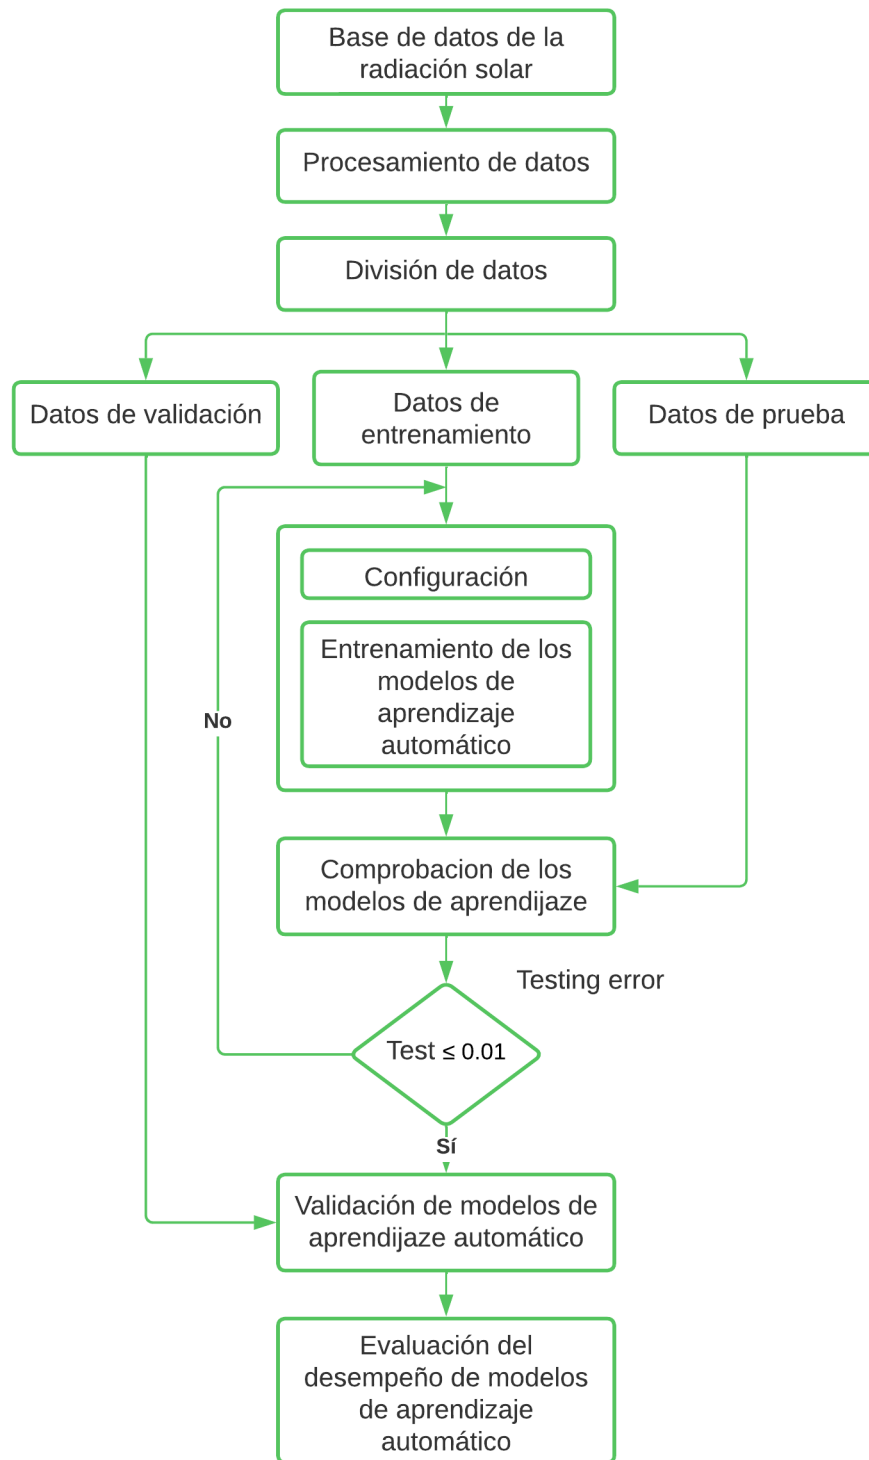 Base de datos de la
radiación solar
Procesamiento de datos
División de datos
Datos de validación
Datos de
entrenamiento
Datos de prueba
Configuración
Entrenamiento de los
modelos de
aprendizaje
automático
No
Comprobacion de los
modelos de aprendijaze
Testing error
Test ≤ 0.01
Sí
Validación de modelos de
aprendijaze automático
Evaluación del
desempeño de modelos
de aprendizaje
automático